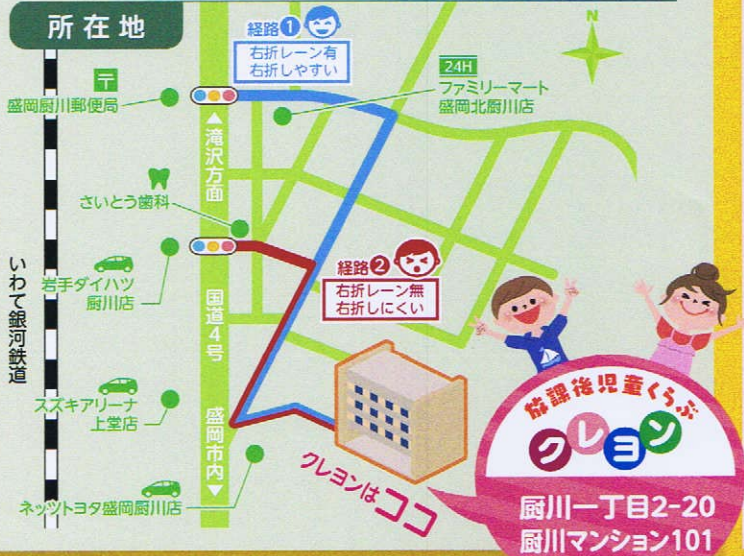 所在地
経路❶
右折レーン有
右折しやすい
N
24H
ファミリーマート
盛岡北厨川店
〒
盛岡厨川郵便局
▲滝沢方面
さいとう歯科
経路❷
右折レーン無
右折しにくい
いわて銀河鉄道
岩手ダイハツ
厨川店
国道4号
スズキアリーナ
上堂店
盛岡市内▼
ネッツトヨタ盛岡厨川店
クレヨンはココ
放課後児童くらぶ
クレヨン
厨川一丁目2-20
厨川マンション101